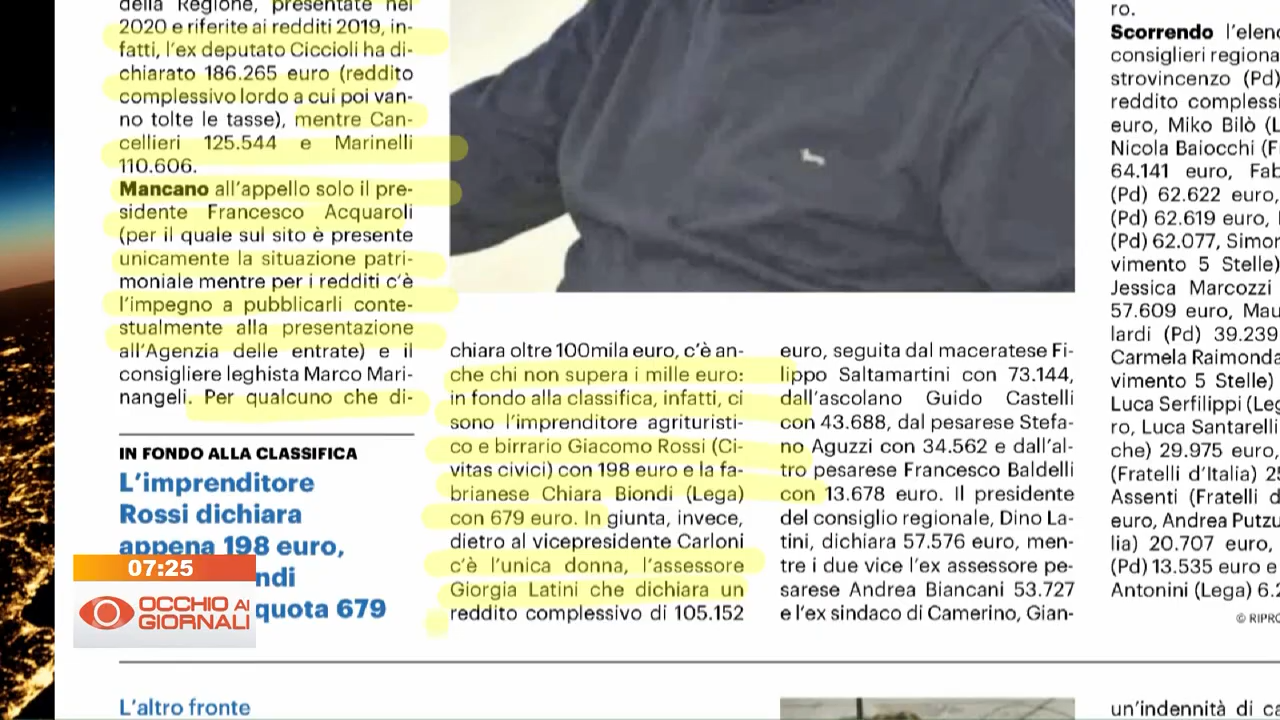 della Regione, presentate nel
2020 e riferite ai redditi 2019, in-
fatti, l'ex deputato Ciccioli ha di-
chiarato 186.265 euro (reddito
complessivo lordo a cui poi van-
no tolte le tasse), mentre Can-
cellieri 125.544 e Marinelli
110.606.
Mancano all'appello solo il pre-
sidente Francesco Acquaroli
(per il quale sul sito è presente
unicamente la situazione patri-
moniale mentre per i redditi c'è
l'impegno a pubblicarli conte-
stualmente alla presentazione
all'Agenzia delle entrate) e il
consigliere leghista Marco Mari-
nangeli. Per qualcuno che di-
IN FONDO ALLA CLASSIFICA
L'imprenditore
Rossi dichiara
appena 198 euro,
ndi
quota 679
07:25
OCCHIO AI
GIORNALI
L'altro fronte
chiara oltre 100mila euro, c'è an-
che chi non supera i mille euro:
in fondo alla classifica, infatti, ci
sono l'imprenditore agrituristi-
co e birrario Giacomo Rossi (Ci-
vitas civici) con 198 euro e la fa-
brianese Chiara Biondi (Lega)
con 679 euro. In giunta, invece,
dietro al vicepresidente Carloni
c'è l'unica donna, l'assessore
Giorgia Latini che dichiara un
reddito complessivo di 105.152
euro, seguita dal maceratese Fi-
lippo Saltamartini con 73.144,
dall'ascolano Guido Castelli
con 43.688, dal pesarese Stefa-
no Aguzzi con 34.562 e dall'al-
tro pesarese Francesco Baldelli
con 13.678 euro. Il presidente
del consiglio regionale, Dino La-
tini, dichiara 57.576 euro, men-
tre i due vice l'ex assessore pe-
sarese Andrea Biancani 53.727
e l'ex sindaco di Camerino, Gian-
ro.
Scorrendo l'elenc
consiglieri regiona
strovincenzo (Pd)
reddito complessi
euro, Miko Bilò (L
Nicola Baiocchi (F
64.141 euro, Fab
(Pd) 62.622 euro,
(Pd) 62.619 euro,
(Pd) 62.077, Simor
vimento 5 Stelle)
Jessica Marcozzi
57.609 euro, Mau
lardi (Pd) 39.239
Carmela Raimonda
vimento 5 Stelle)
Luca Serfilippi (Leg
ro, Luca Santarelli
che) 29.975 euro,
(Fratelli d'Italia) 25
Assenti (Fratelli d
euro, Andrea Putzu
lia) 20.707 euro,
(Pd) 13.535 euro e
Antonini (Lega) 6.2
© RIPRO
un'indennità di ca